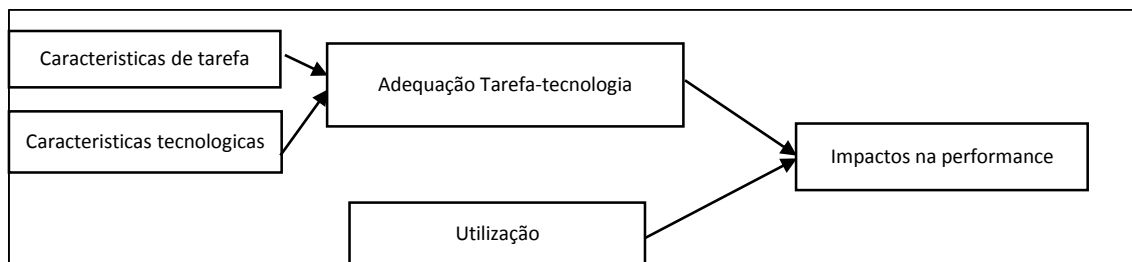 Caracteristicas de tarefa
Adequação Tarefa-tecnologia
Caracteristicas tecnologicas
Impactos na performance
Utilização